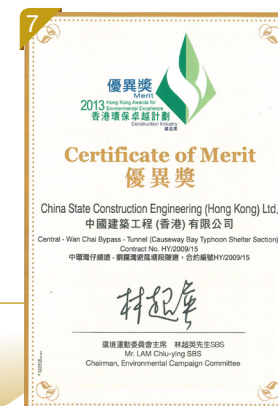 7
優異獎
Merit
2013 Hong Kong Awards for
Environmental Excellence
香港環保卓越計劃
Construction Industry
建造業
Certificate of Merit
優異獎
China State Construction Engineering (Hong Kong) Ltd.
中國建築工程 (香港) 有限公司
Central - Wan Chai Bypass - Tunnel (Causeway Bay Typhoon Shelter Section)
Contract No. HY/2009/15
中環灣仔繞道 - 銅鑼灣避風塘段隧道，合約編號HY/2009/15
林超英
環境運動委員會主席 林超英先生SBS
Mr. LAM Chiu-ying SBS
Chairman, Environmental Campaign Committee